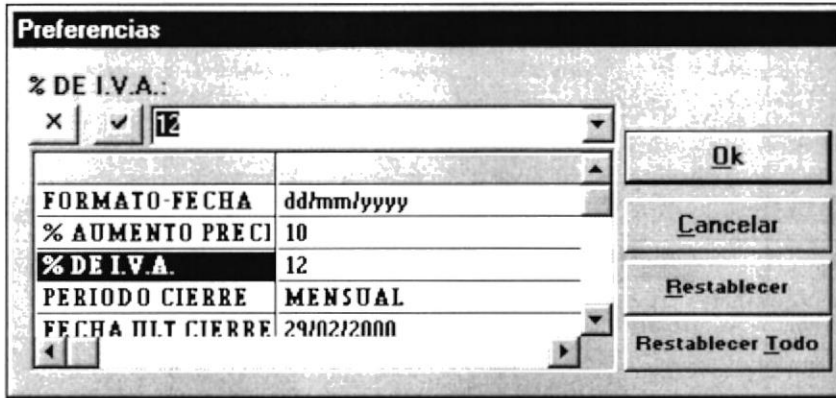 Preferencias
% DE I.V.A.:
12
Ok
FORMATO-FECHA dd/mm/yyyy
% AUMENTO PRECI 10
Cancelar
% DE I.V.A. 12
Restablecer
PERIODO CIERRE MENSUAL
FECHA ULT CIERRE 29/02/2000
Restablecer Todo